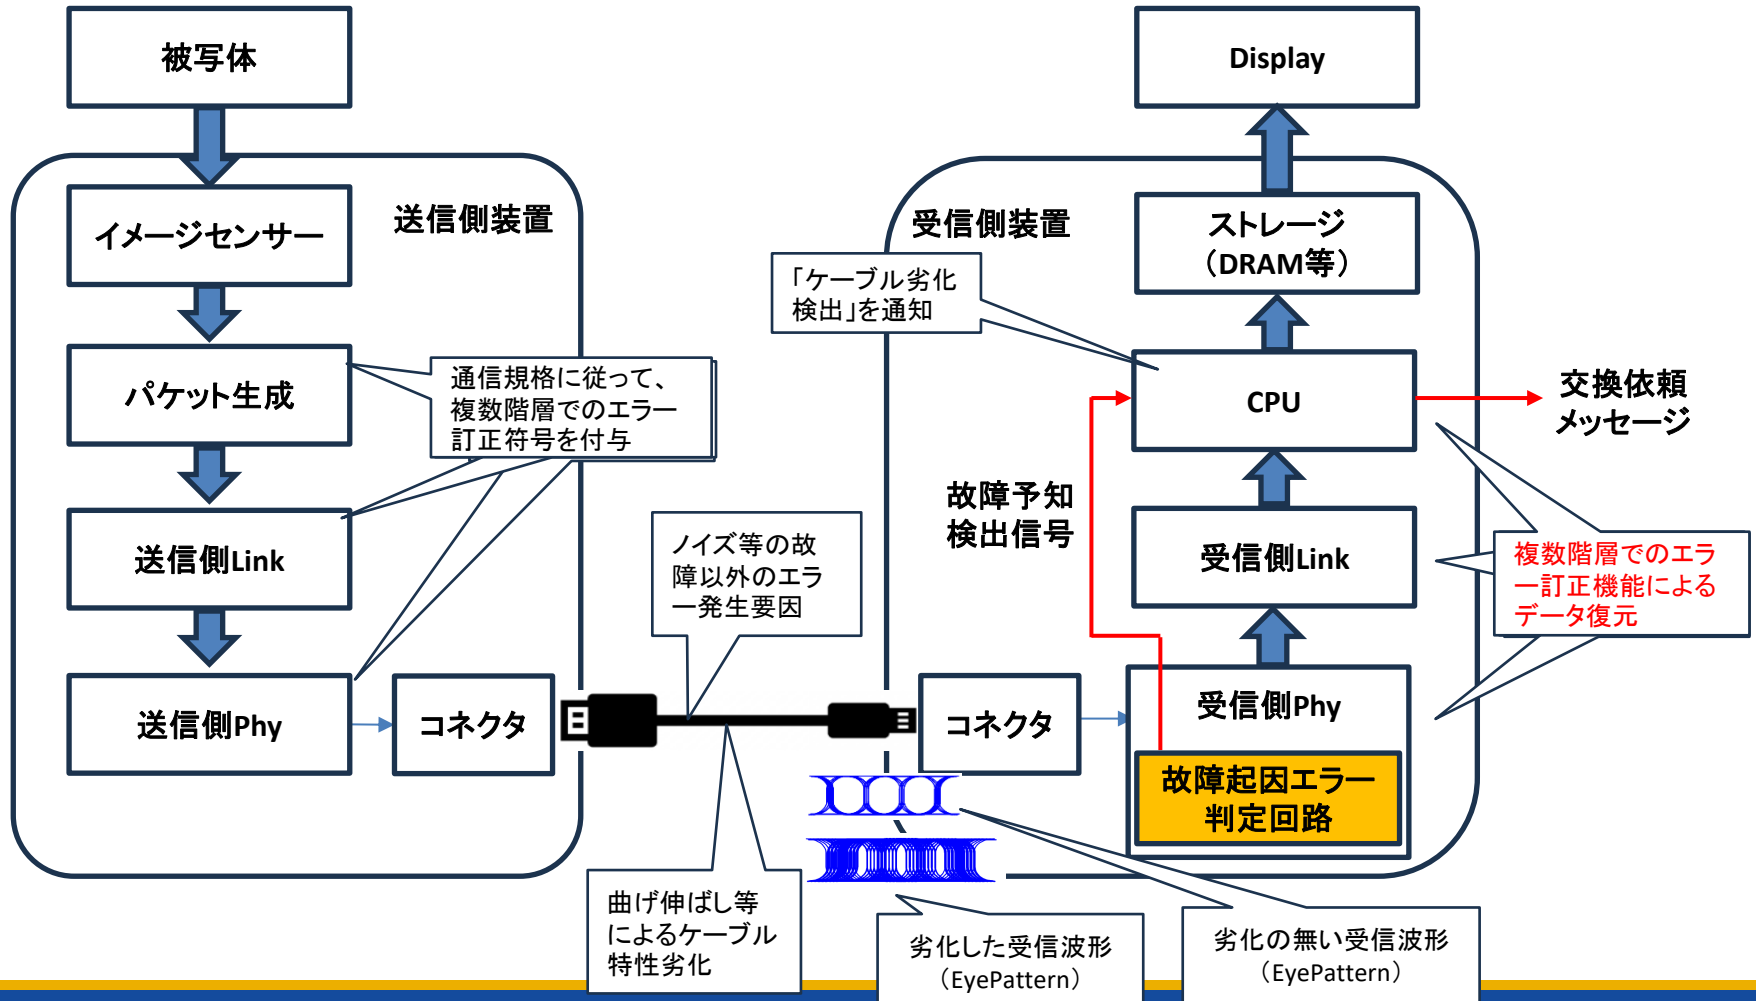 被写体
Display
送信側装置
イメージセンサー
受信側装置
ストレージ
（DRAM等）
「ケーブル劣化
検出」を通知
パケット生成
通信規格に従って、
複数階層でのエラー
訂正符号を付与
CPU
交換依頼
メッセージ
故障予知
検出信号
送信側Link
ノイズ等の故
障以外のエラ
ー発生要因
受信側Link
複数階層でのエラ
ー訂正機能による
データ復元
送信側Phy
コネクタ
コネクタ
受信側Phy
故障起因エラー
判定回路
曲げ伸ばし等
によるケーブル
特性劣化
劣化した受信波形
（EyePattern）
劣化の無い受信波形
（EyePattern）